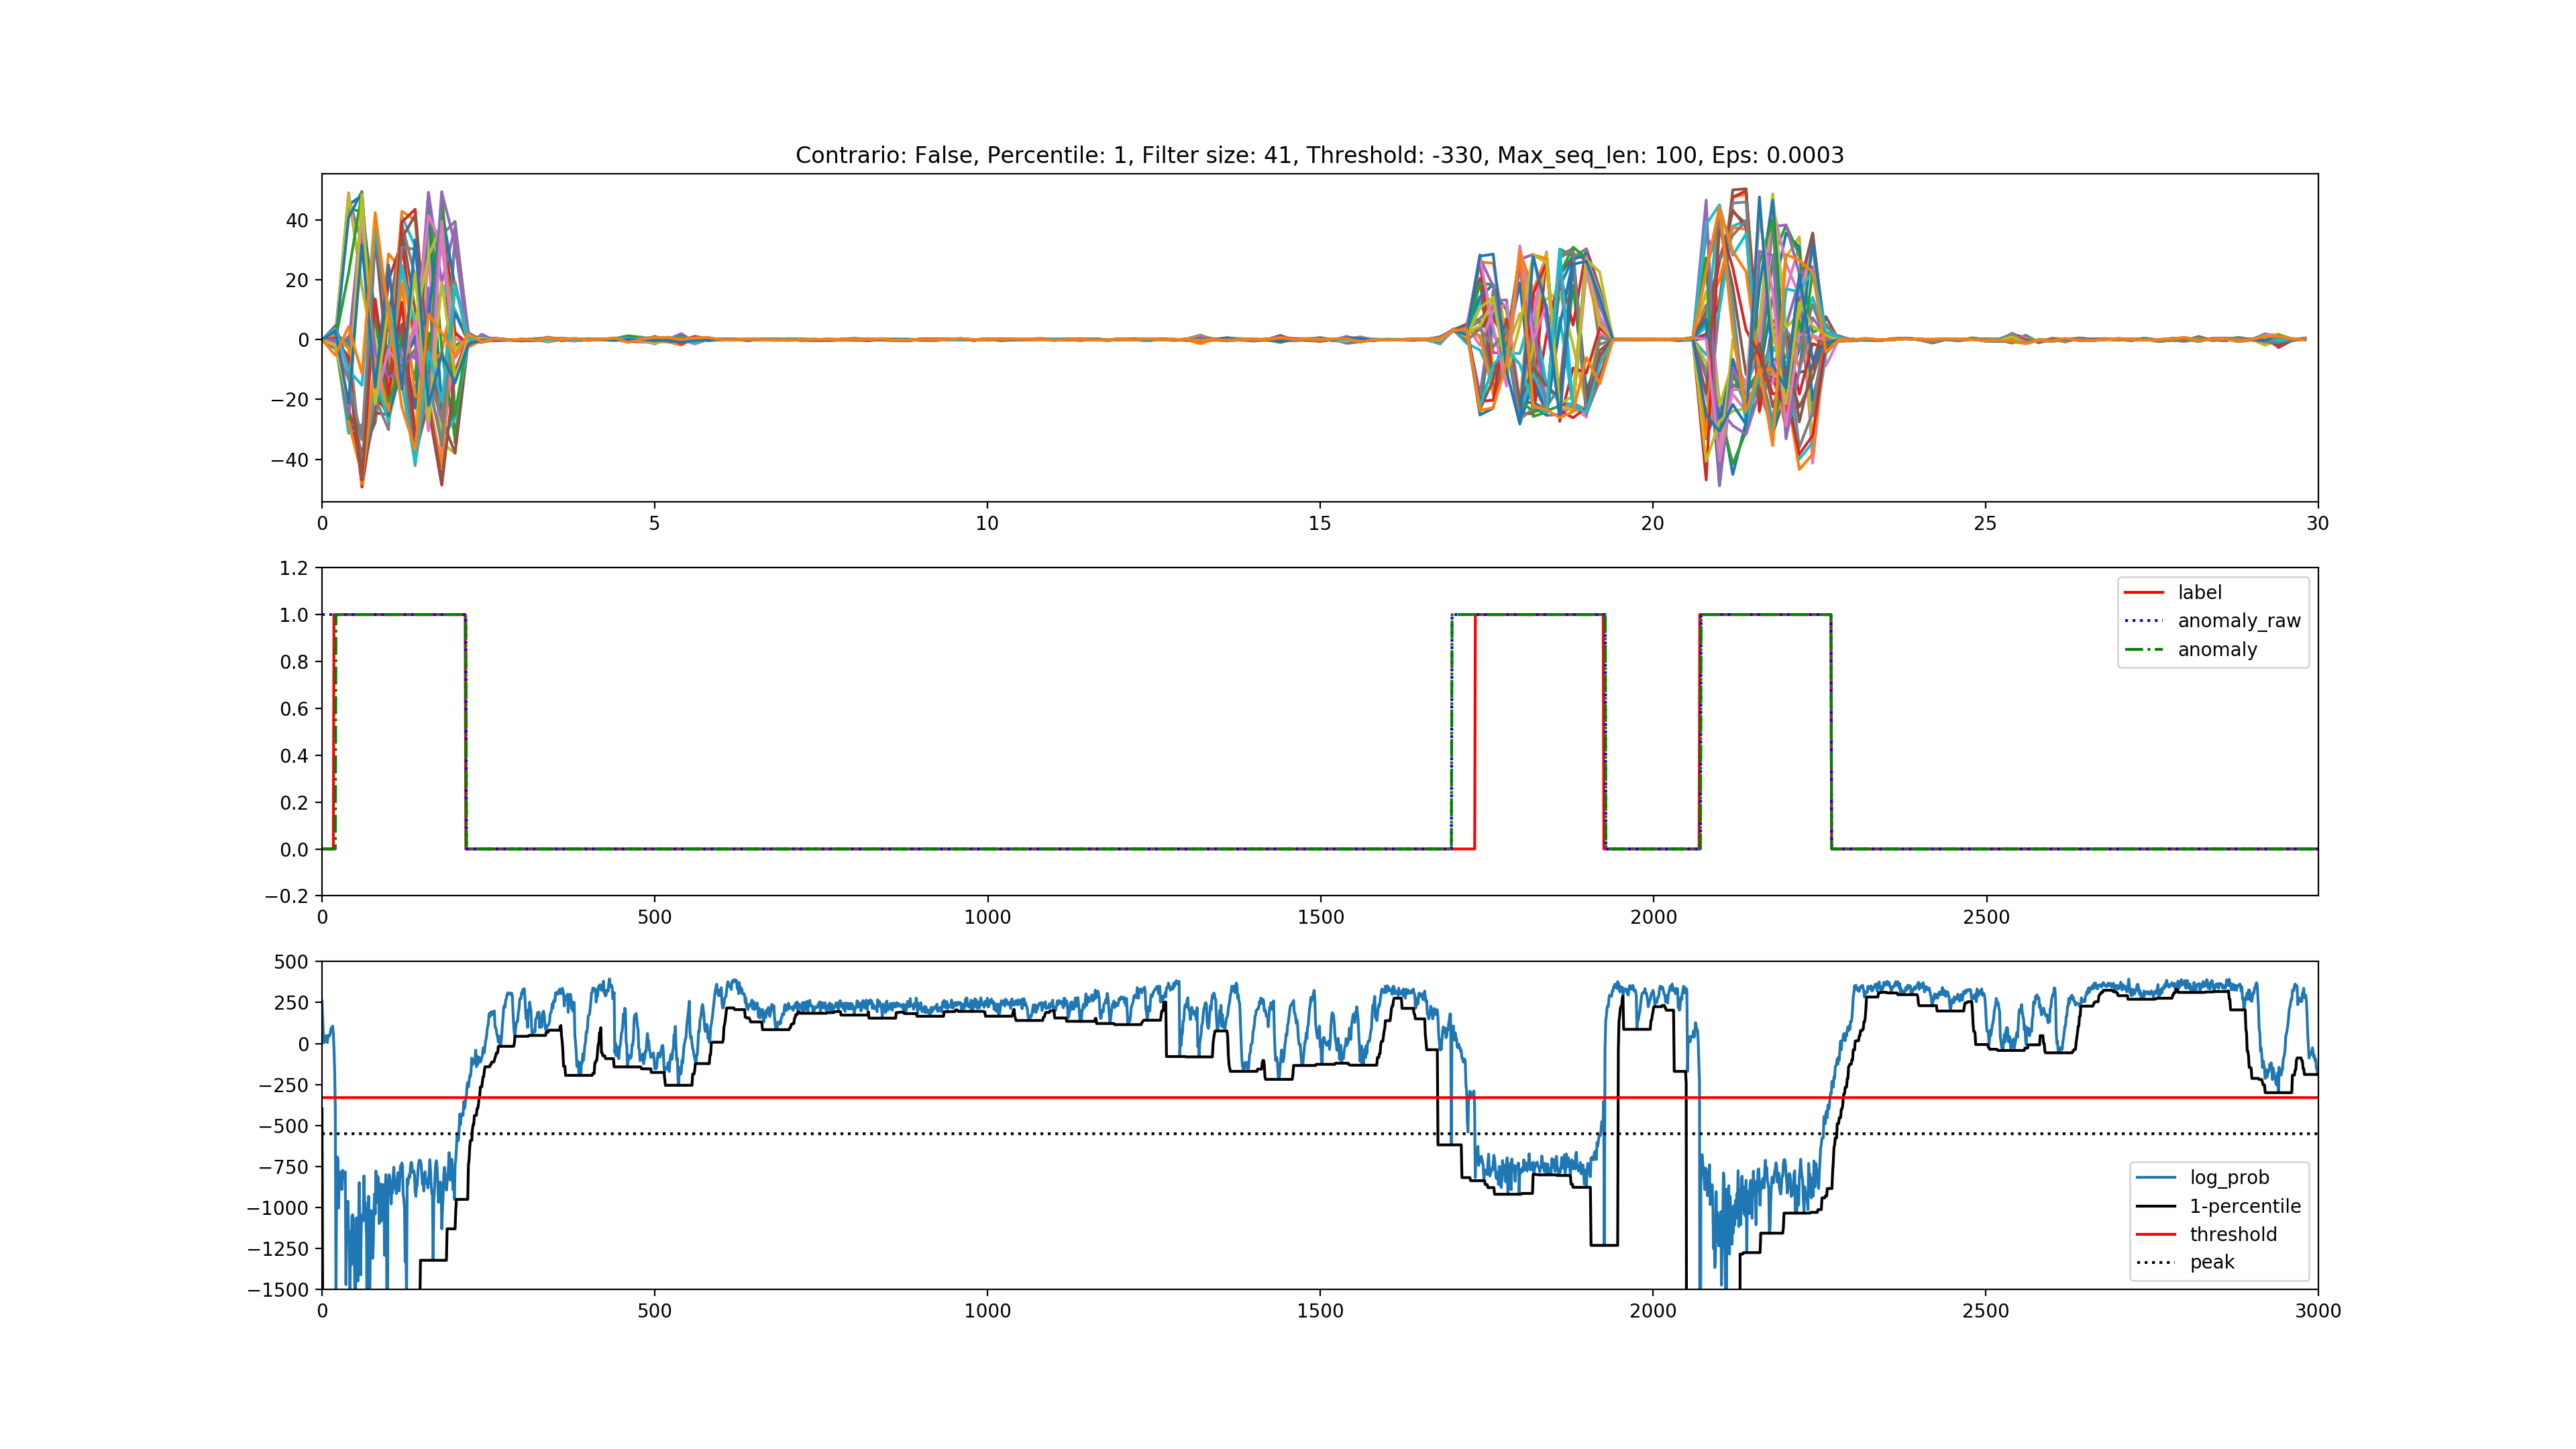 Contrario: False, Percentile: 1, Filter size: 41, Threshold: -330, Max_seq_len: 100, Eps: 0.0003
40
20
0
−20
−40
0 5 10 15 20 25 30
1.2
1.0
0.8
0.6
0.4
0.2
0.0
−0.2
label
anomaly_raw
anomaly
0 500 1000 1500 2000 2500
500
250
0
−250
−500
−750
−1000
−1250
−1500
log_prob
1-percentile
threshold
peak
0 500 1000 1500 2000 2500 3000